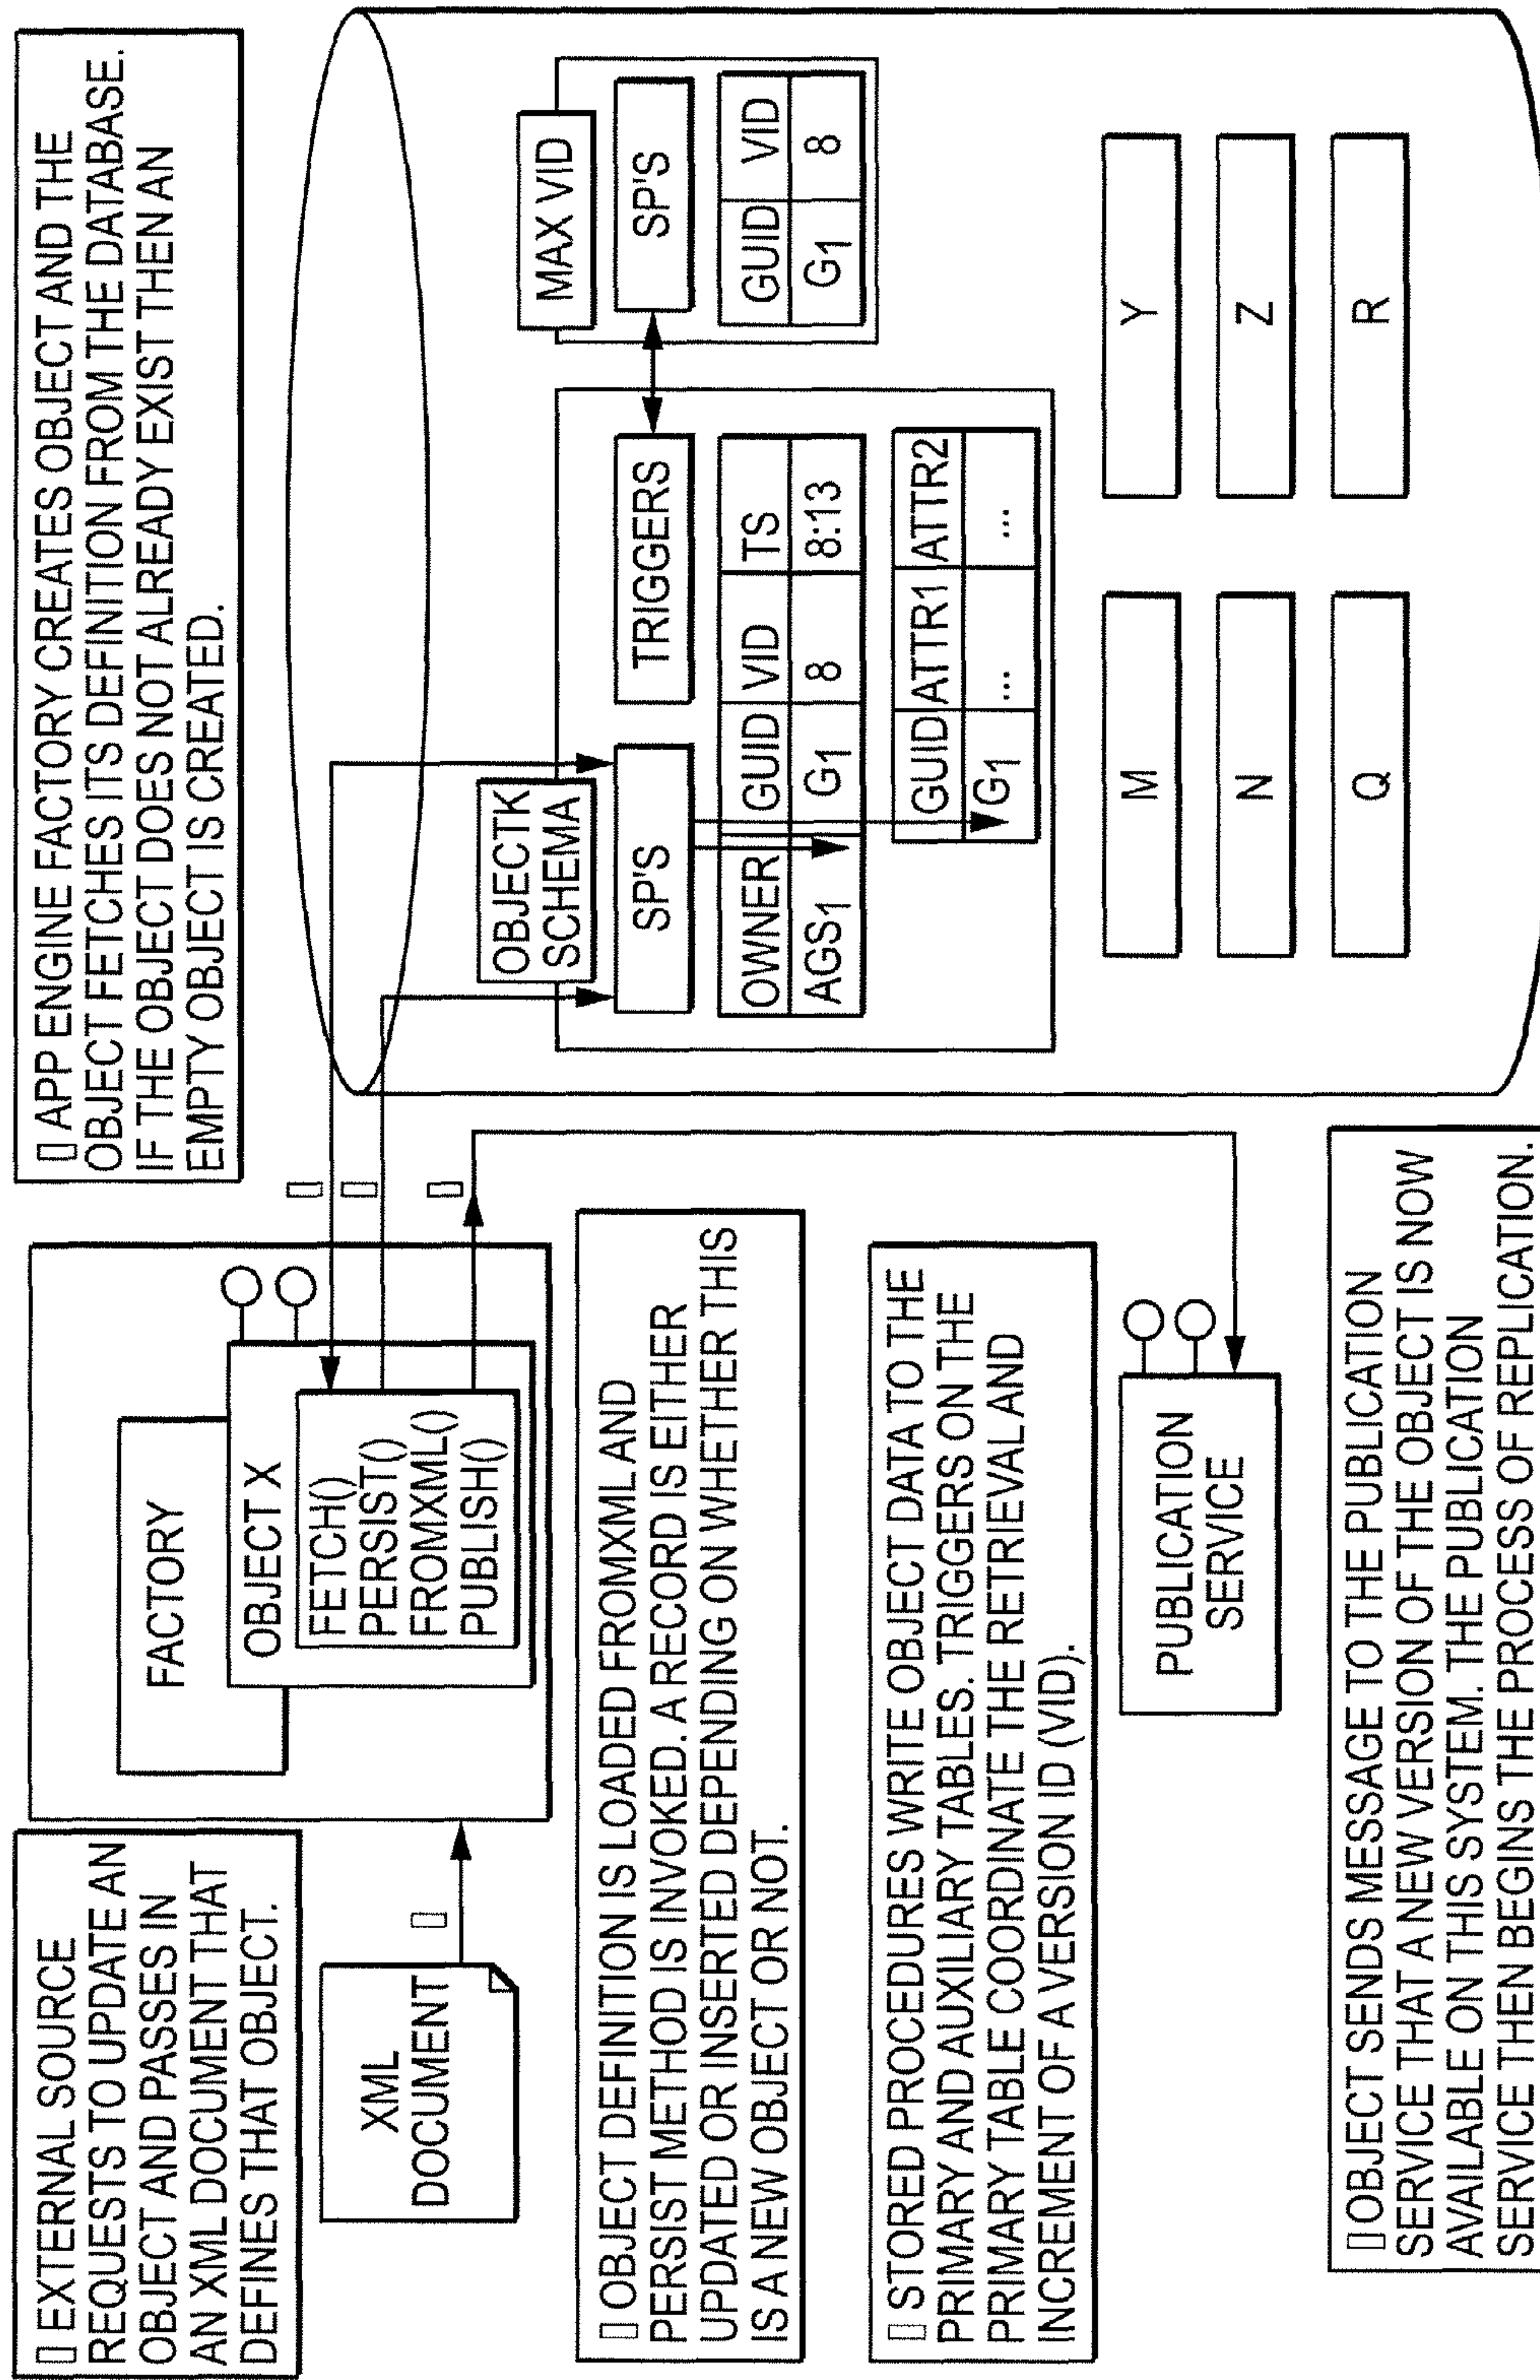 ▯ EXTERNAL SOURCE
REQUESTS TO UPDATE AN
OBJECT AND PASSES IN
AN XML DOCUMENT THAT
DEFINES THAT OBJECT.
XML
DOCUMENT
▯
FACTORY
OBJECT X
FETCH()
PERSIST()
FROMXML()
PUBLISH()
▯
▯
▯
▯ APP ENGINE FACTORY CREATES OBJECT AND THE
OBJECT FETCHES ITS DEFINITION FROM THE DATABASE.
IF THE OBJECT DOES NOT ALREADY EXIST THEN AN
EMPTY OBJECT IS CREATED.
▯ OBJECT DEFINITION IS LOADED FROMXML AND
PERSIST METHOD IS INVOKED. A RECORD IS EITHER
UPDATED OR INSERTED DEPENDING ON WHETHER THIS
IS A NEW OBJECT OR NOT.
▯ STORED PROCEDURES WRITE OBJECT DATA TO THE
PRIMARY AND AUXILIARY TABLES. TRIGGERS ON THE
PRIMARY TABLE COORDINATE THE RETRIEVAL AND
INCREMENT OF A VERSION ID (VID).
PUBLICATION
SERVICE
▯ OBJECT SENDS MESSAGE TO THE PUBLICATION
SERVICE THAT A NEW VERSION OF THE OBJECT IS NOW
AVAILABLE ON THIS SYSTEM. THE PUBLICATION
SERVICE THEN BEGINS THE PROCESS OF REPLICATION.
OBJECTK
SCHEMA
SP'S
TRIGGERS
OWNER GUID VID TS
AGS1 G1 8 8:13
GUID ATTR1 ATTR2
G1 ... ...
MAX VID
SP'S
GUID VID
G1 8
M
Y
N
Z
Q
R